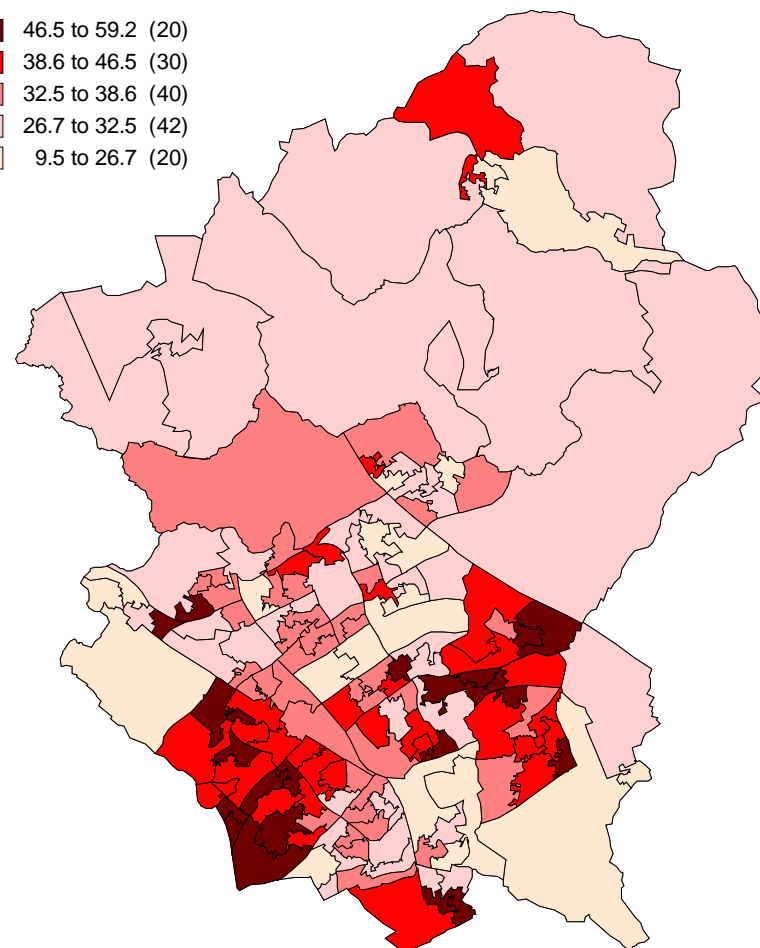 46.5 to 59.2 (20)
38.6 to 46.5 (30)
32.5 to 38.6 (40)
26.7 to 32.5 (42)
9.5 to 26.7 (20)